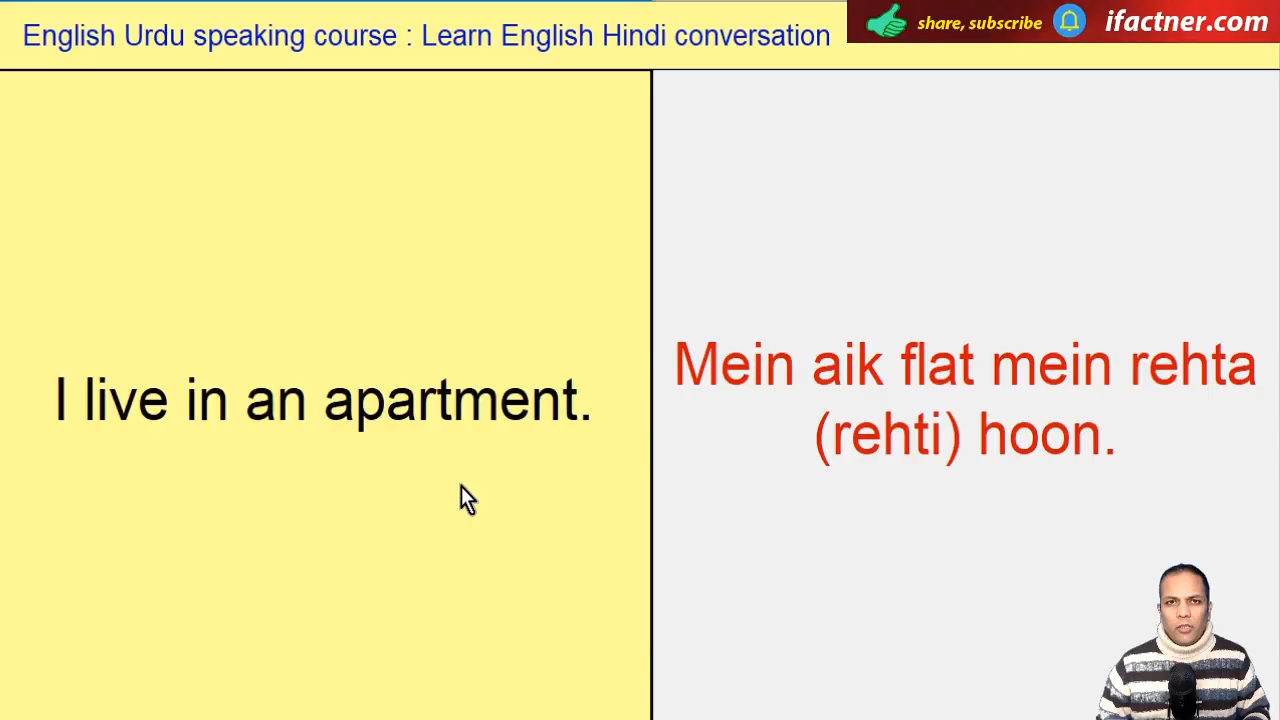 English Urdu speaking course : Learn English Hindi conversation
share, subscribe
ifactner.com
I live in an apartment.
Mein aik flat mein rehta
(rehti) hoon.